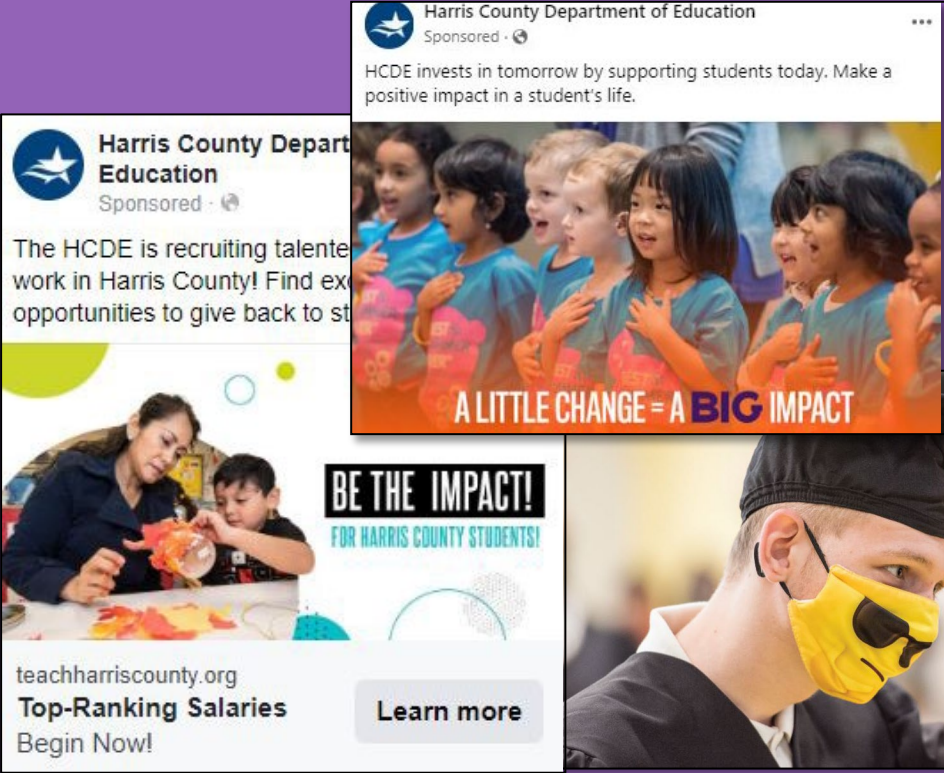 Harris County Department of Education
Sponsored ·
HCDE invests in tomorrow by supporting students today. Make a
positive impact in a student's life.
A LITTLE CHANGE = A BIG IMPACT
Harris County Depart
Education
Sponsored ·
The HCDE is recruiting talente
work in Harris County! Find ex
opportunities to give back to st
BE THE IMPACT!
FOR HARRIS COUNTY STUDENTS!
teachharriscounty.org
Top-Ranking Salaries
Begin Now!
Learn more